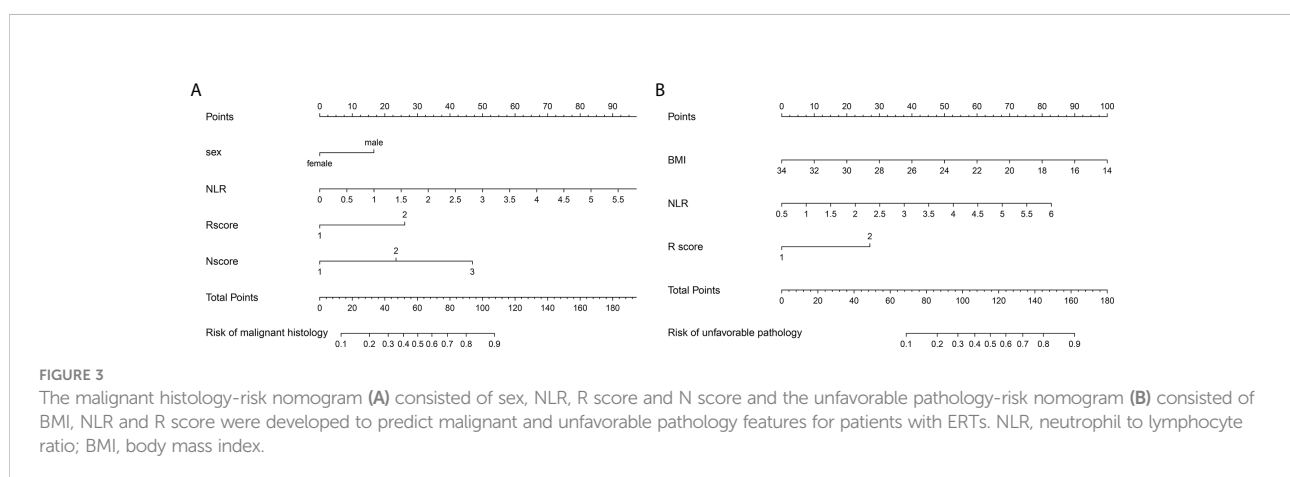 A
Points
0 10 20 30 40 50 60 70 80 90
sex
male
female
NLR
0 0.5 1 1.5 2 2.5 3 3.5 4 4.5 5 5.5
Rscore
2
1
Nscore
2
1 3
Total Points
0 20 40 60 80 100 120 140 160 180
Risk of malignant histology
0.1 0.2 0.3 0.4 0.5 0.6 0.7 0.8 0.9
B
Points
0 10 20 30 40 50 60 70 80 90 100
BMI
34 32 30 28 26 24 22 20 18 16 14
NLR
0.5 1 1.5 2 2.5 3 3.5 4 4.5 5 5.5 6
R score
2
1
Total Points
0 20 40 60 80 100 120 140 160 180
Risk of unfavorable pathology
0.1 0.2 0.3 0.4 0.5 0.6 0.7 0.8 0.9
FIGURE 3
The malignant histology-risk nomogram (A) consisted of sex, NLR, R score and N score and the unfavorable pathology-risk nomogram (B) consisted of
BMI, NLR and R score were developed to predict malignant and unfavorable pathology features for patients with ERTs. NLR, neutrophil to lymphocyte
ratio; BMI, body mass index.